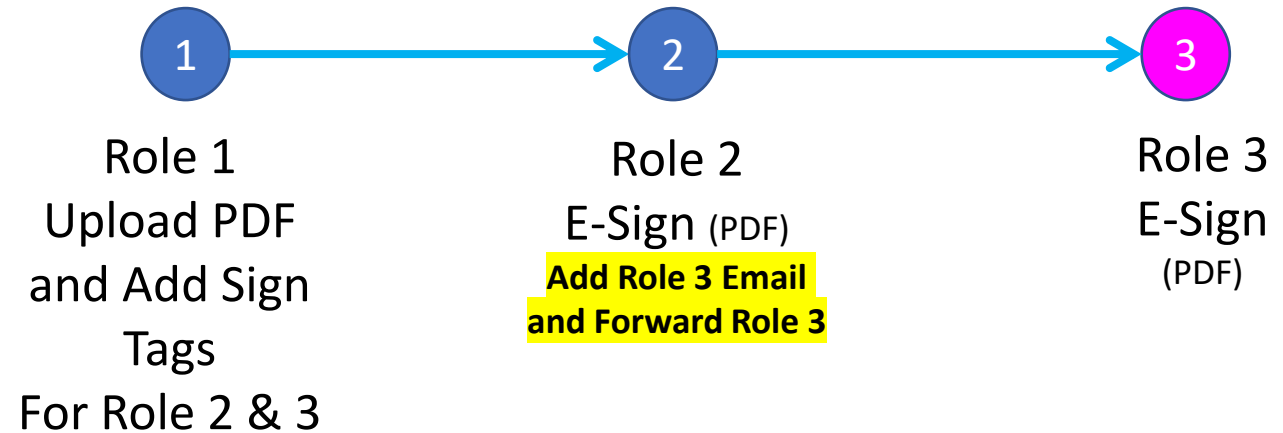 1
2
3
Role 1
Upload PDF
and Add Sign
Tags
For Role 2 & 3
Role 2
E-Sign (PDF)
Add Role 3 Email
and Forward Role 3
Role 3
E-Sign
(PDF)